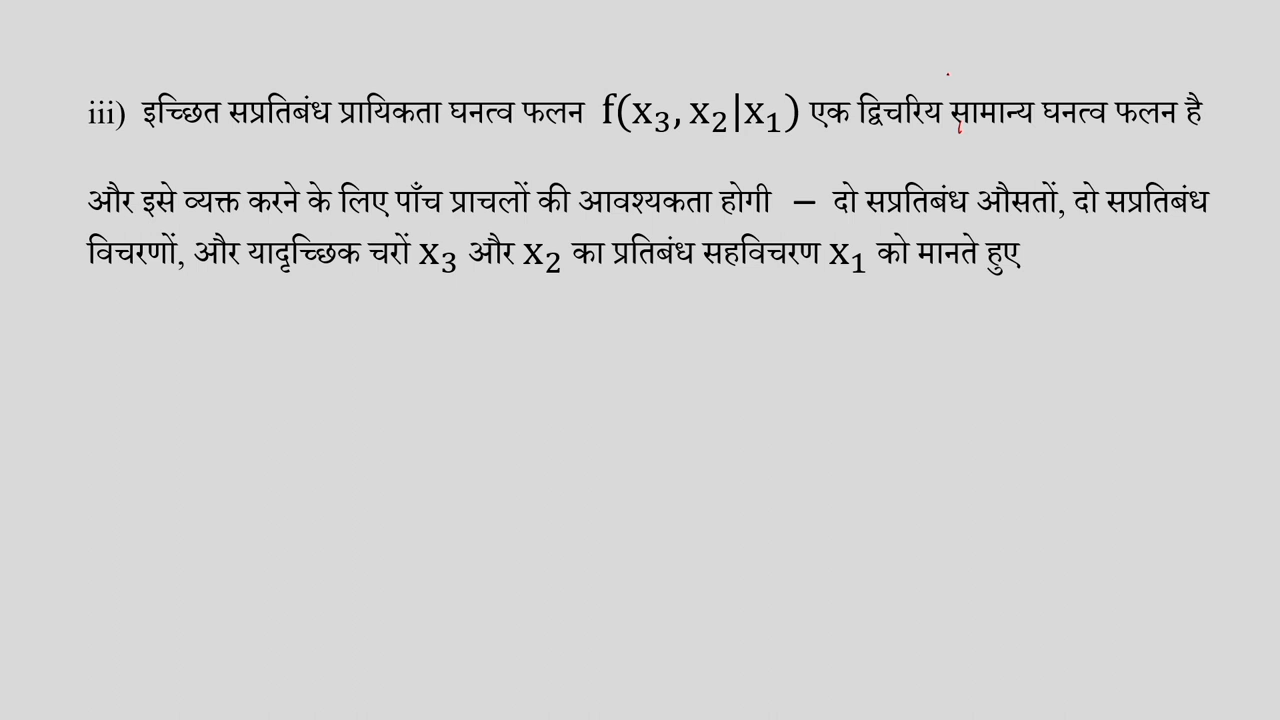 iii) इच्छित सप्रतिबंध प्रायिकता घनत्व फलन f(x₃, x₂|x₁) एक द्विचरिय सामान्य घनत्व फलन है
और इसे व्यक्त करने के लिए पाँच प्राचलों की आवश्यकता होगी − दो सप्रतिबंध औसतों, दो सप्रतिबंध
विचरणों, और यादृच्छिक चरों x₃ और x₂ का प्रतिबंध सहविचरण x₁ को मानते हुए